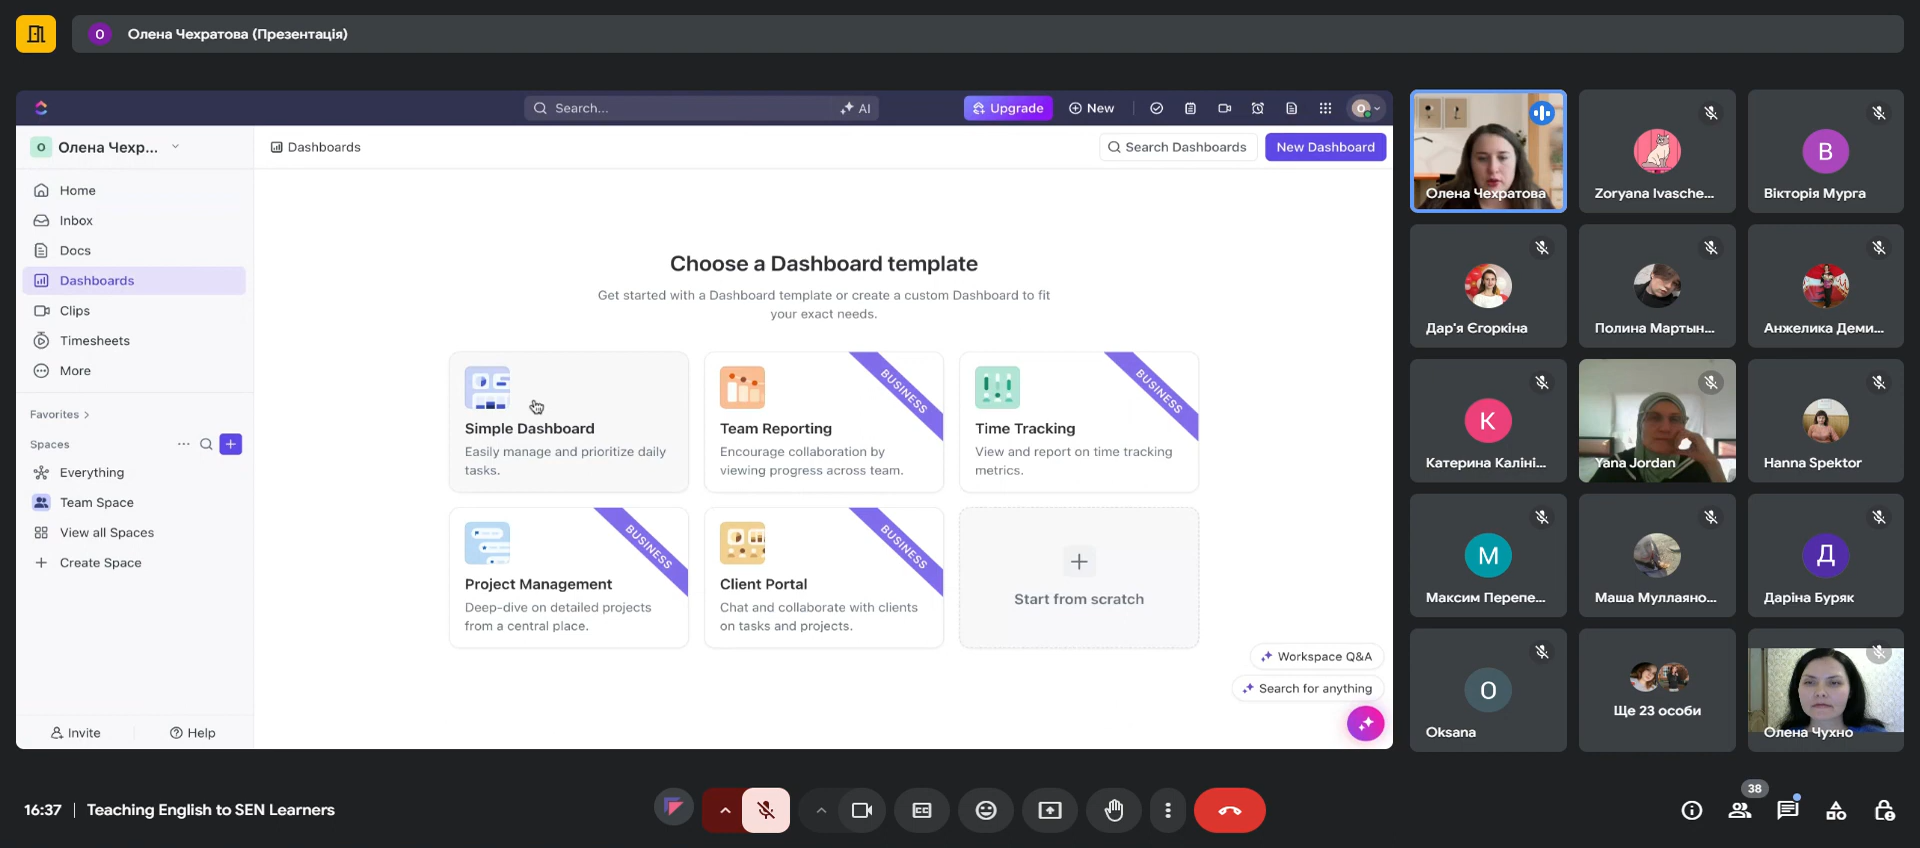 О
Олена Чехратова (Презентація)
Search...
AI
Upgrade
New
O
O
Олена Чехр...
Dashboards
Search Dashboards
New Dashboard
Home
Inbox
Docs
Dashboards
Clips
Timesheets
More
Favorites
Spaces
Everything
Team Space
View all Spaces
Create Space
Invite
Help
Choose a Dashboard template
Get started with a Dashboard template or create a custom Dashboard to fit
your exact needs.
Simple Dashboard
Easily manage and prioritize daily
tasks.
BUSINESS
Team Reporting
Encourage collaboration by
viewing progress across team.
BUSINESS
Time Tracking
View and report on time tracking
metrics.
BUSINESS
Project Management
Deep-dive on detailed projects
from a central place.
BUSINESS
Client Portal
Chat and collaborate with clients
on tasks and projects.
Start from scratch
Workspace Q&A
Search for anything
Олена Чехратова
Zoryana Ivasche...
В
Вікторія Мурга
Дар'я Єгоркіна
Полина Мартын...
Анжелика Деми...
К
Катерина Каліні...
Yana Jordan
Hanna Spektor
М
Максим Перепе...
Маша Муллаяно...
Д
Даріна Буряк
O
Oksana
Ще 23 особи
Олена Чухно
16:37
Teaching English to SEN Learners
CC
38